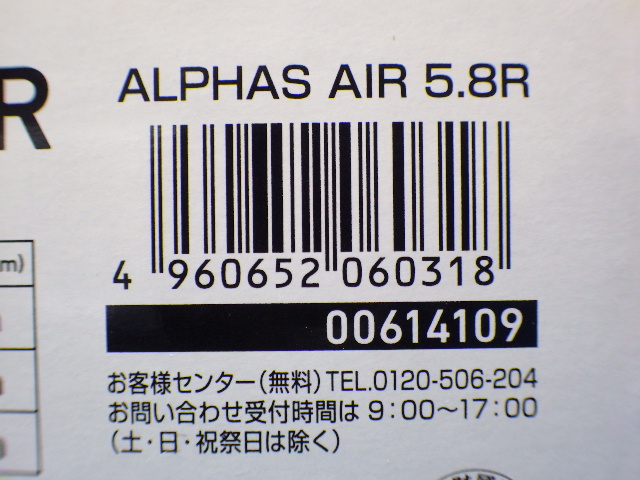 ALPHAS AIR 5.8R
R
m)
4 960652 060318
00614109
お客様センター(無料)TEL.0120-506-204
お問い合わせ受付時間は 9:00〜17:00
(土・日・祝祭日は除く)